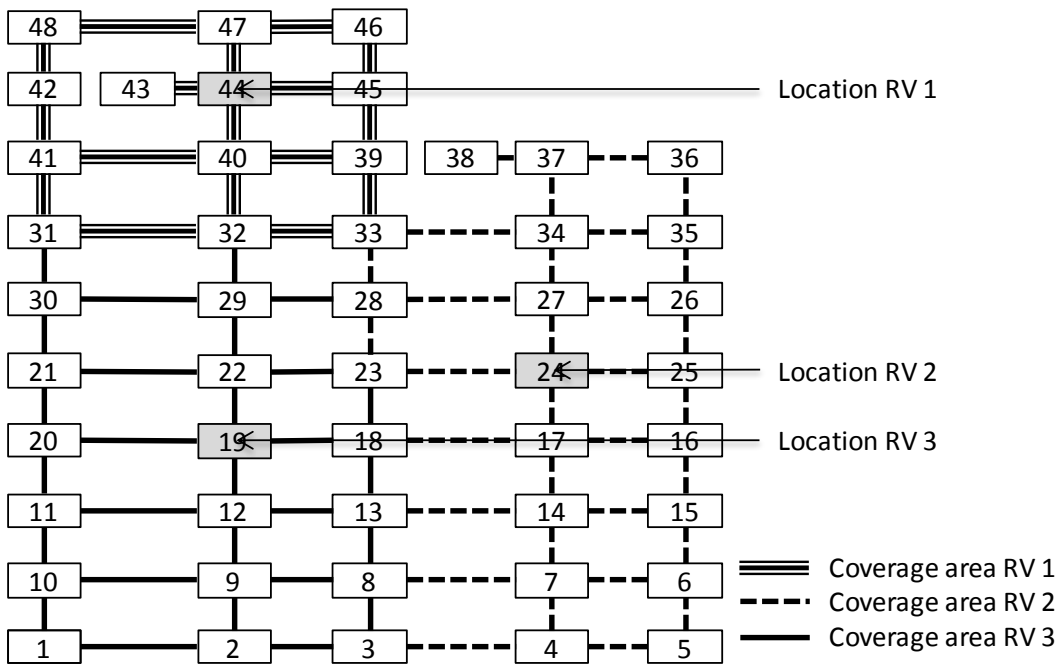 48 47 46
42 43 44 45 Location RV 1
41 40 39 38 37 36
31 32 33 34 35
30 29 28 27 26
21 22 23 24 25 Location RV 2
20 19 18 17 16 Location RV 3
11 12 13 14 15
10 9 8 7 6
1 2 3 4 5
Coverage area RV 1
Coverage area RV 2
Coverage area RV 3